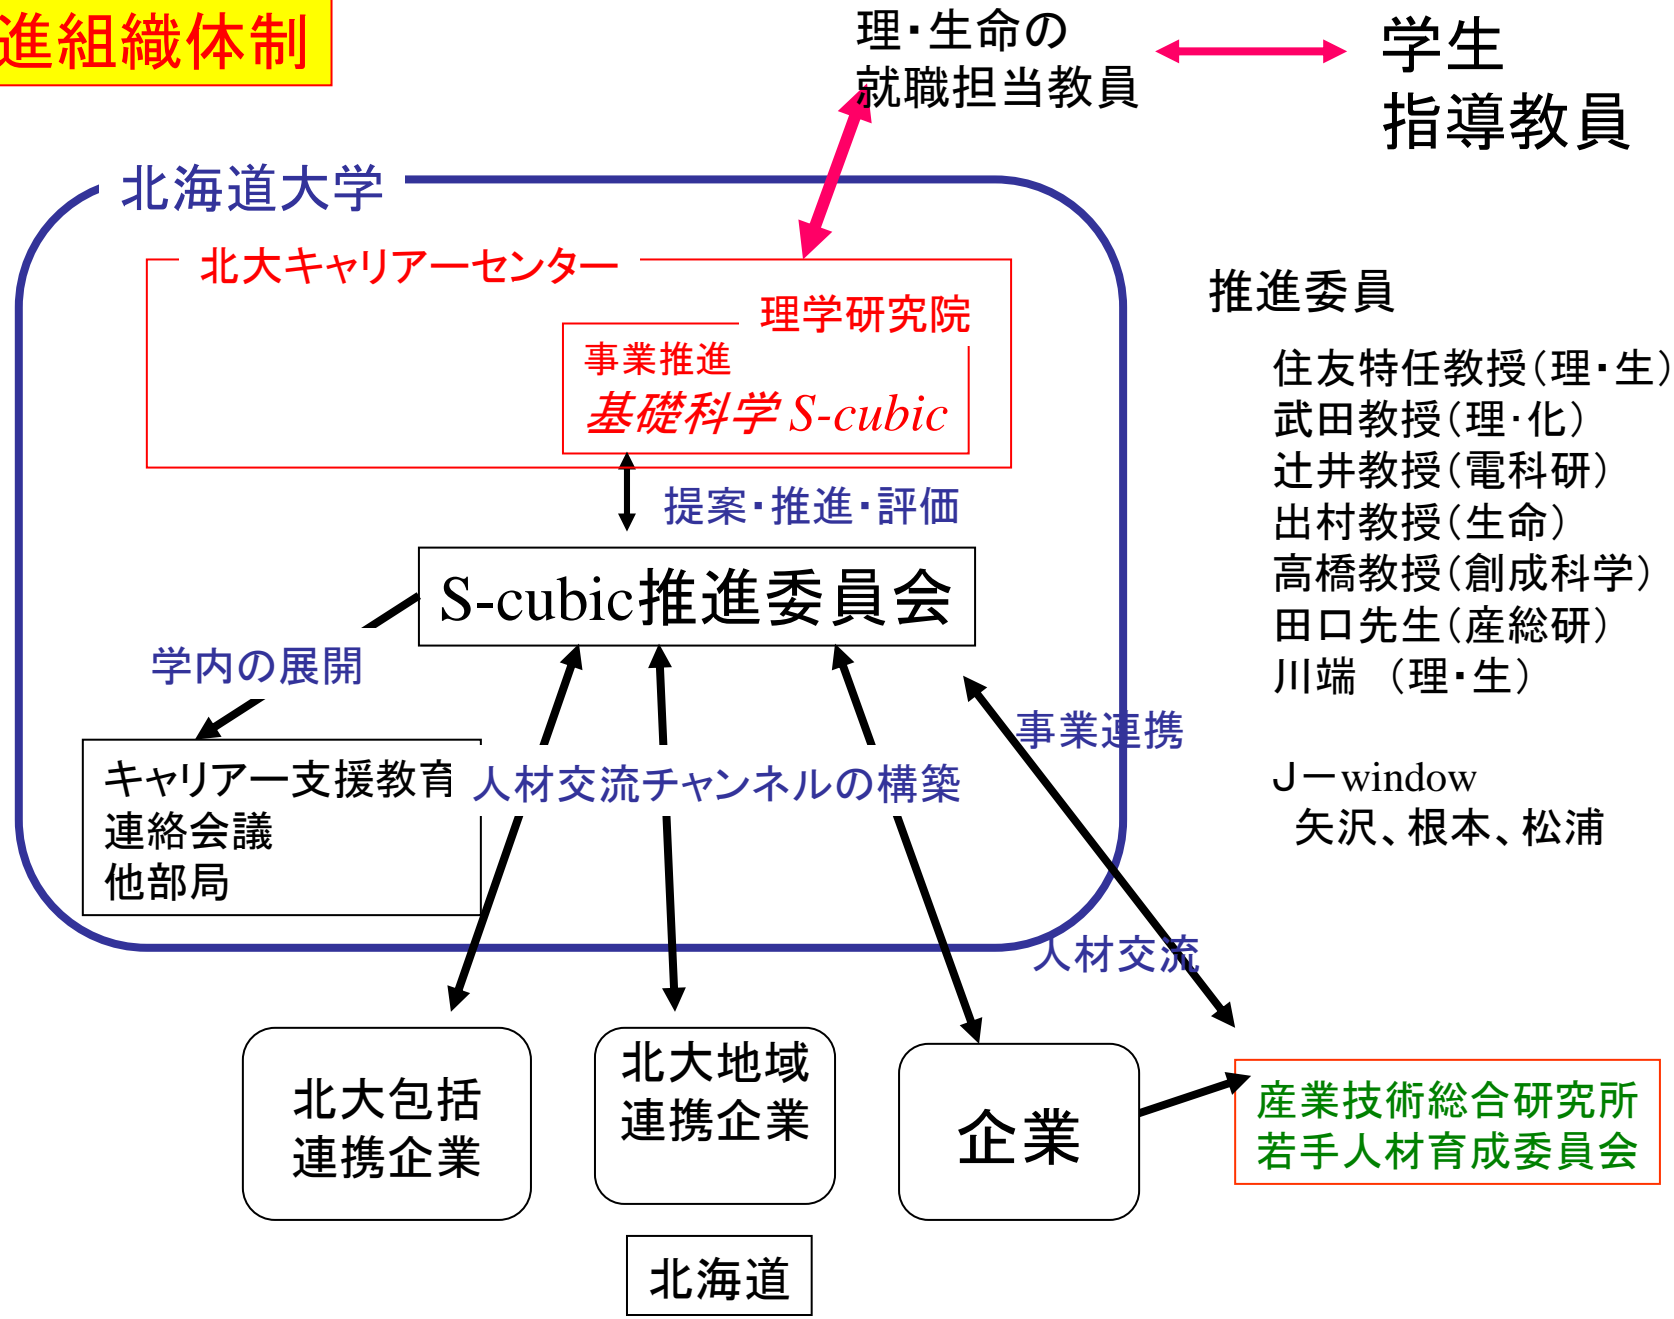 進組織体制
理・生命の
就職担当教員
学生
指導教員
北海道大学
北大キャリアーセンター
理学研究院
事業推進
基礎科学 S-cubic
提案・推進・評価
S-cubic推進委員会
学内の展開
キャリアー支援教育
連絡会議
他部局
人材交流チャンネルの構築
事業連携
人材交流
推進委員
住友特任教授（理・生）
武田教授（理・化）
辻井教授（電科研）
出村教授（生命）
高橋教授（創成科学）
田口先生（産総研）
川端　（理・生）
Ｊ－window
矢沢、根本、松浦
北大包括
連携企業
北大地域
連携企業
企業
産業技術総合研究所
若手人材育成委員会
北海道